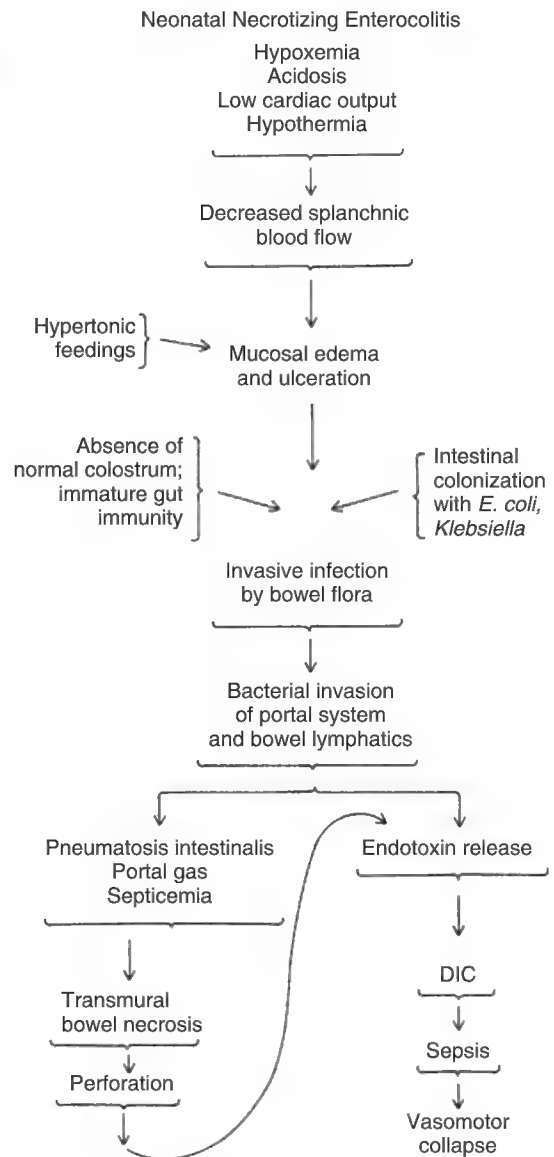 Neonatal Necrotizing Enterocolitis
Hypoxemia
Acidosis
Low cardiac output
Hypothermia
Decreased splanchnic
blood flow
Hypertonic
feedings
Mucosal edema
and ulceration
Absence of
normal colostrum;
immature gut
immunity
Intestinal
colonization
with E. coli,
Klebsiella
Invasive infection
by bowel flora
Bacterial invasion
of portal system
and bowel lymphatics
Pneumatosis intestinalis
Portal gas
Septicemia
Endotoxin release
Transmural
bowel necrosis
DIC
Perforation
Sepsis
Vasomotor
collapse